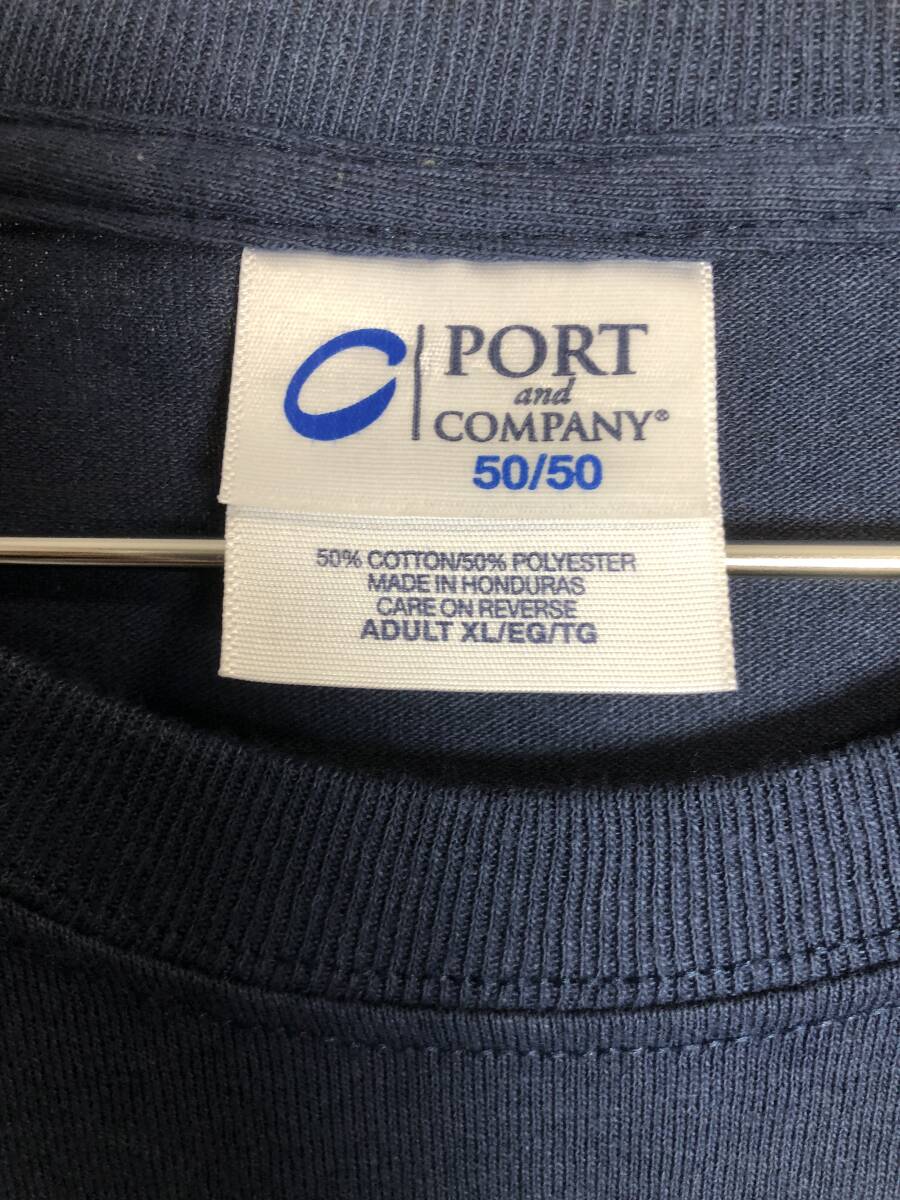 PORT
and
COMPANY®
50/50
50% COTTON/50% POLYESTER
MADE IN HONDURAS
CARE ON REVERSE
ADULT XL/EG/TG